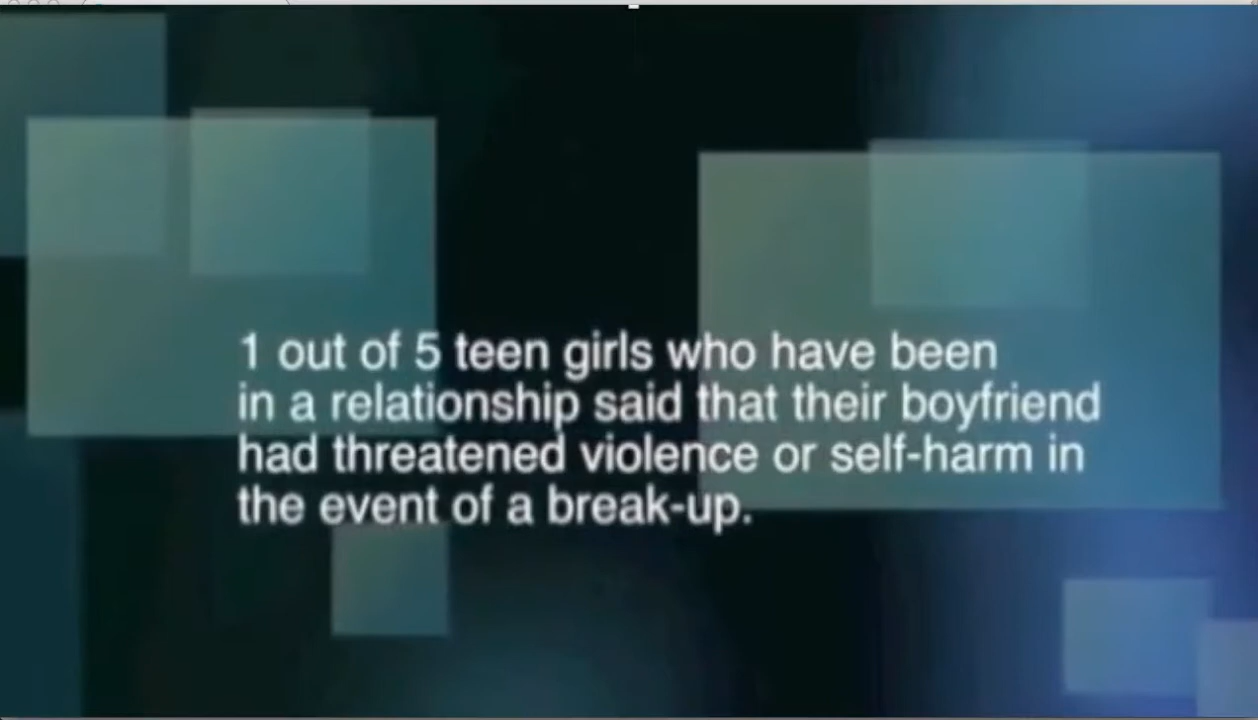 1 out of 5 teen girls who have been
in a relationship said that their boyfriend
had threatened violence or self-harm in
the event of a break-up.